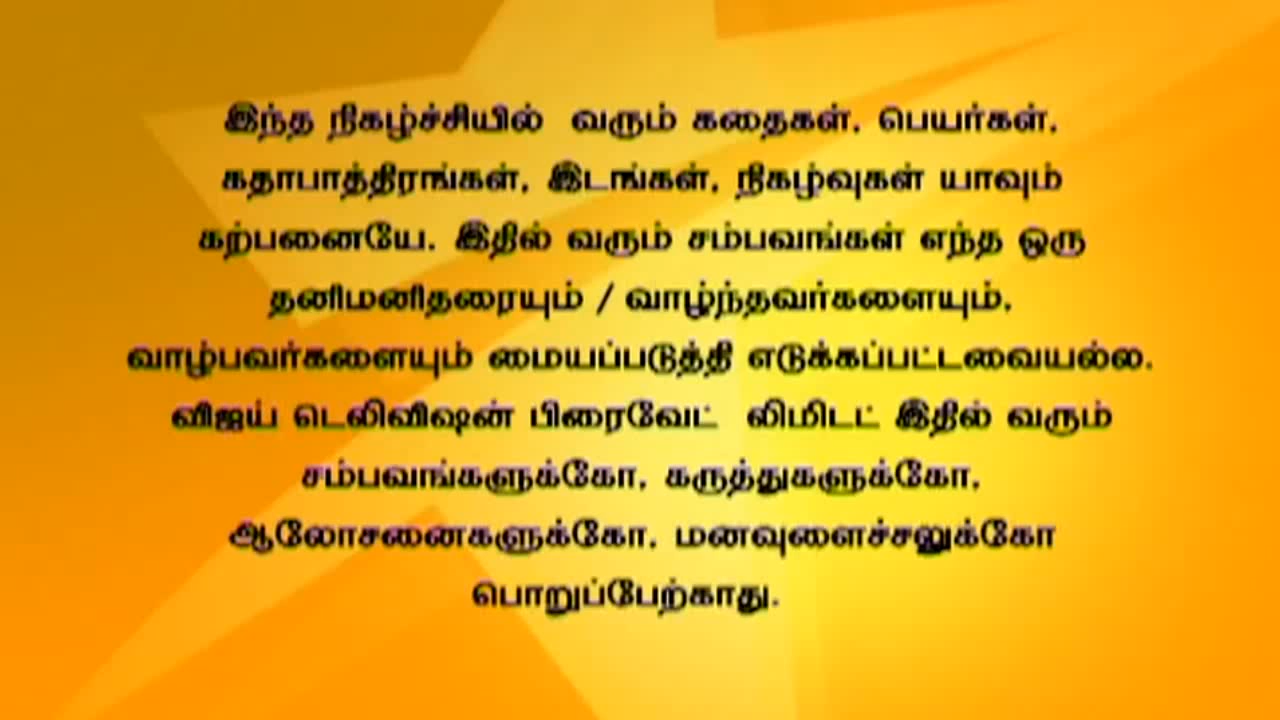 இந்த நிகழ்ச்சியில் வரும் கதைகள், பெயர்கள்,
கதாபாத்திரங்கள், இடங்கள், நிகழ்வுகள் யாவும்
கற்பனையே. இதில் வரும் சம்பவங்கள் எந்த ஒரு
தனிமனிதரையும் / வாழ்ந்தவர்களையும்,
வாழ்பவர்களையும் மையப்படுத்தி எடுக்கப்பட்டவையல்ல.
விஜய் டெலிவிஷன் பிரைவேட் லிமிடட் இதில் வரும்
சம்பவங்களுக்கோ, கருத்துகளுக்கோ,
ஆலோசனைகளுக்கோ, மனவுளைச்சலுக்கோ
பொறுப்பேற்காது.